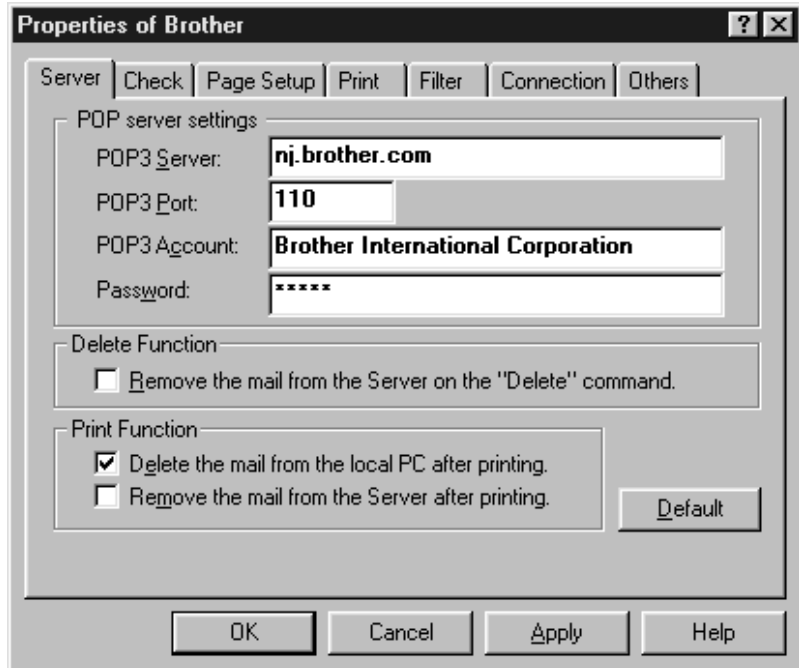 Properties of Brother
Server Check Page Setup Print Filter Connection Others
POP server settings
POP3 Server: nj.brother.com
POP3 Port: 110
POP3 Account: Brother International Corporation
Password: *****
Delete Function
Remove the mail from the Server on the "Delete" command.
Print Function
Delete the mail from the local PC after printing.
Remove the mail from the Server after printing.
Default
OK Cancel Apply Help